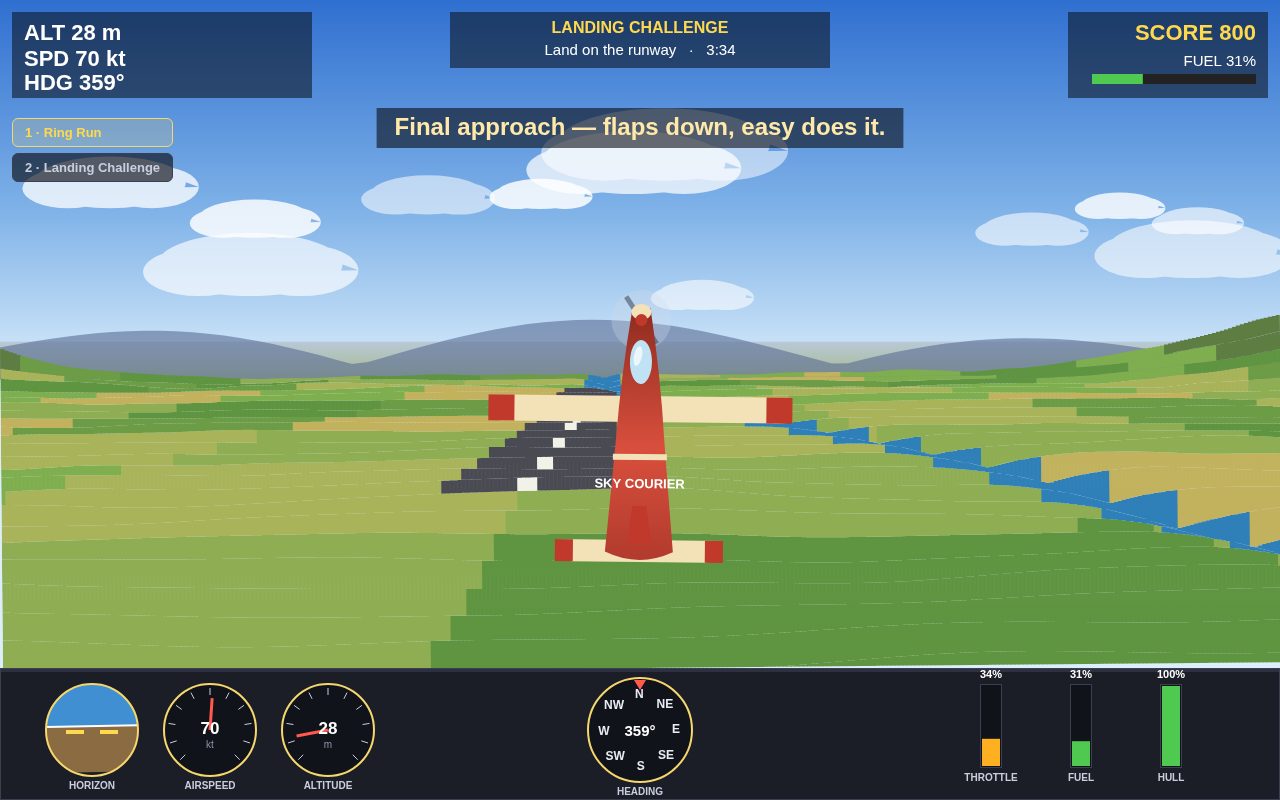 ALT 28 m
SPD 70 kt
HDG 359°
LANDING CHALLENGE
Land on the runway · 3:34
SCORE 800
FUEL 31%
1 · Ring Run
2 · Landing Challenge
Final approach — flaps down, easy does it.
SKY COURIER
HORIZON
70
kt
AIRSPEED
28
m
ALTITUDE
N
NW NE
W 359° E
SW SE
S
HEADING
34%
THROTTLE
31%
FUEL
100%
HULL